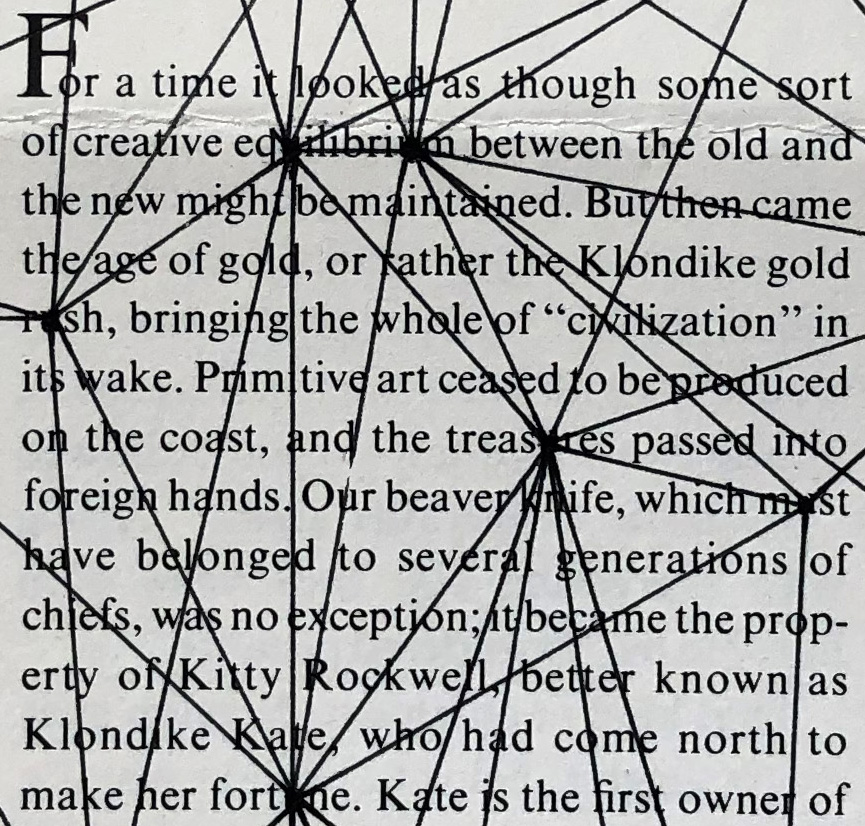 For a time it looked as though some sort
of creative equilibrium between the old and
the new might be maintained. But then came
the age of gold, or rather the Klondike gold
rush, bringing the whole of “civilization” in
its wake. Primitive art ceased to be produced
on the coast, and the treasures passed into
foreign hands. Our beaver knife, which must
have belonged to several generations of
chiefs, was no exception; it became the prop-
erty of Kitty Rockwell, better known as
Klondike Kate, who had come north to
make her fortune. Kate is the first owner of